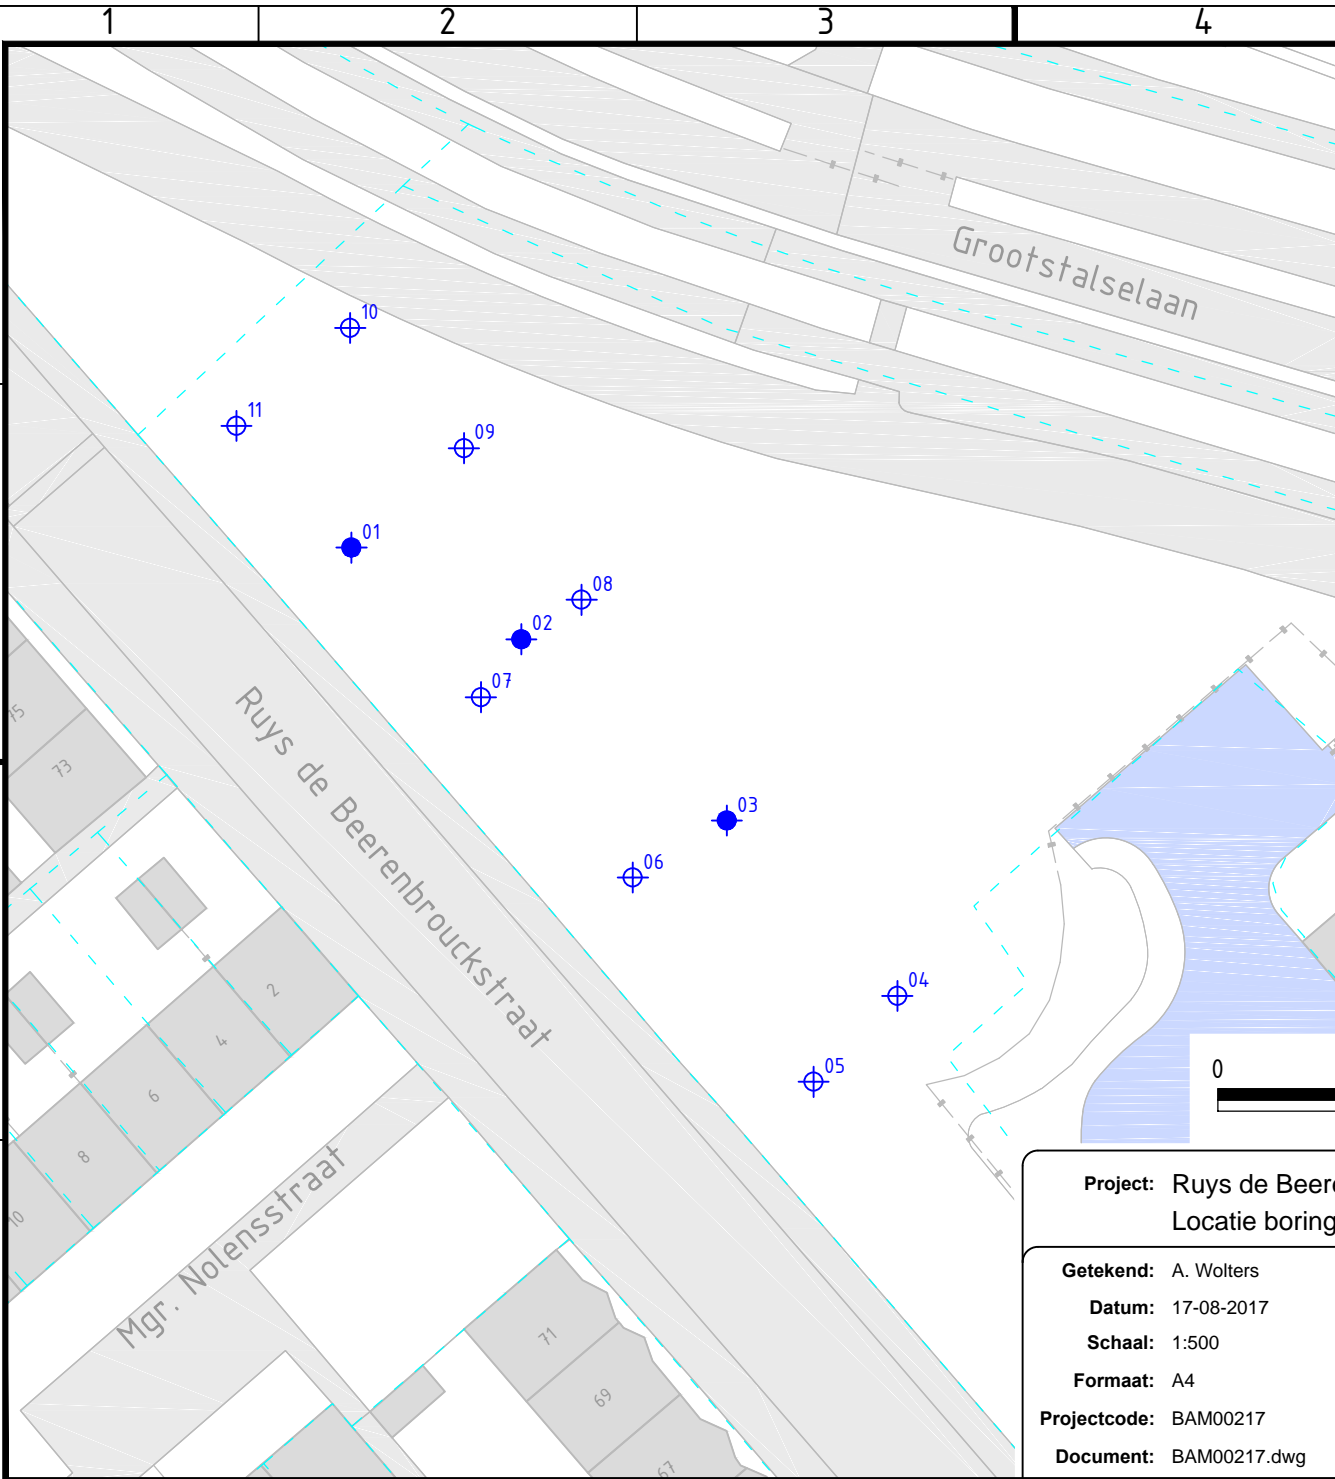 1 2 3 4
Grootstalselaan
10
11
09
01
08
02
07
Ruys de Beerenbrouckstraat
75
73
03
06
04
05
2
4
6
8
10
0
Mgr. Nolensstraat
71
69
67
Project: Ruys de Beer
Locatie boring
Getekend: A. Wolters
Datum: 17-08-2017
Schaal: 1:500
Formaat: A4
Projectcode: BAM00217
Document: BAM00217.dwg